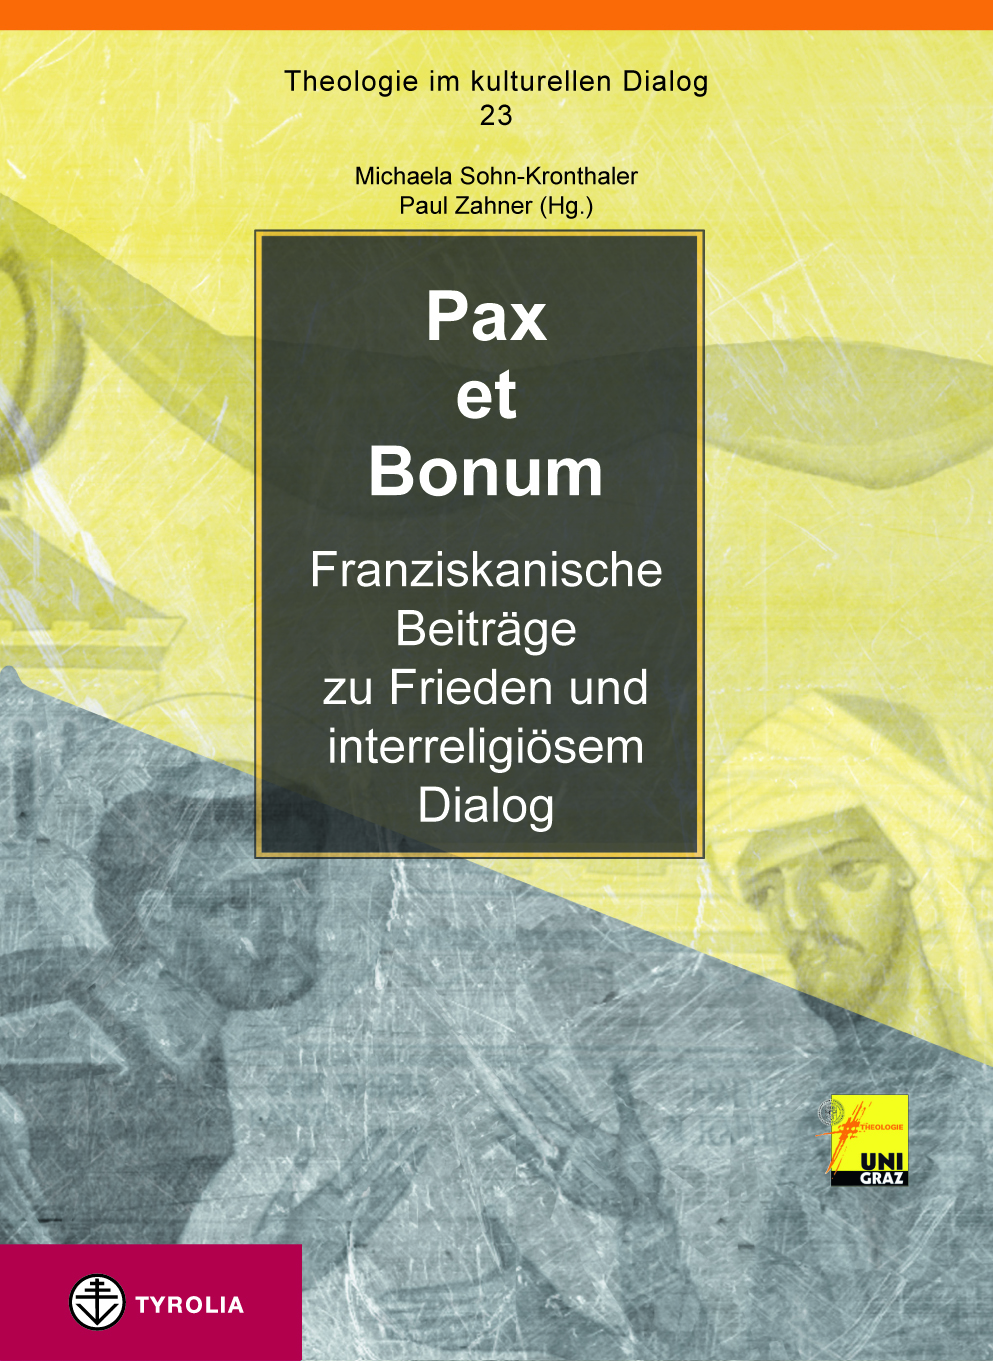 Theologie im kulturellen Dialog
23
Michaela Sohn-Kronthaler
Paul Zahner (Hg.)
Pax
et
Bonum
Franziskanische
Beiträge
zu Frieden und
interreligiösem
Dialog
THEOLOGIE
UNI
GRAZ
TYROLIA